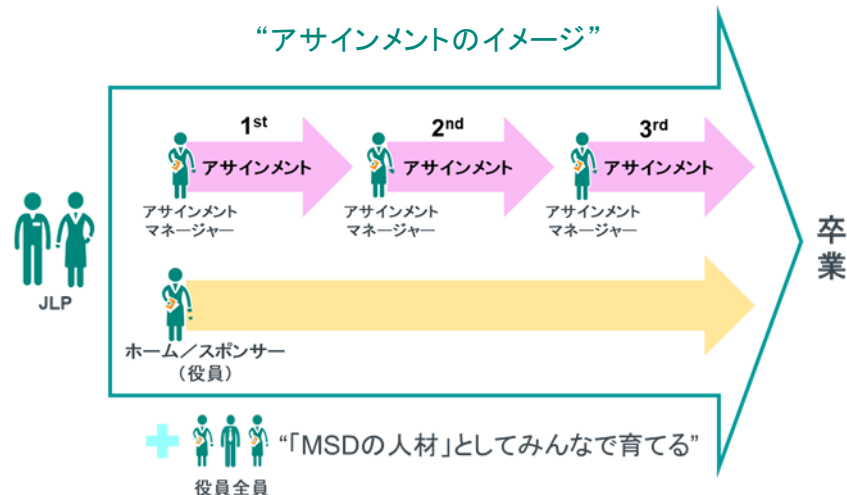 “アサインメントのイメージ”
1st
2nd
3rd
アサインメント
アサインメント
アサインメント
アサインメント
マネージャー
アサインメント
マネージャー
アサインメント
マネージャー
JLP
卒業
ホーム／スポンサー
（役員）
“「MSDの人材」としてみんなで育てる”
役員全員